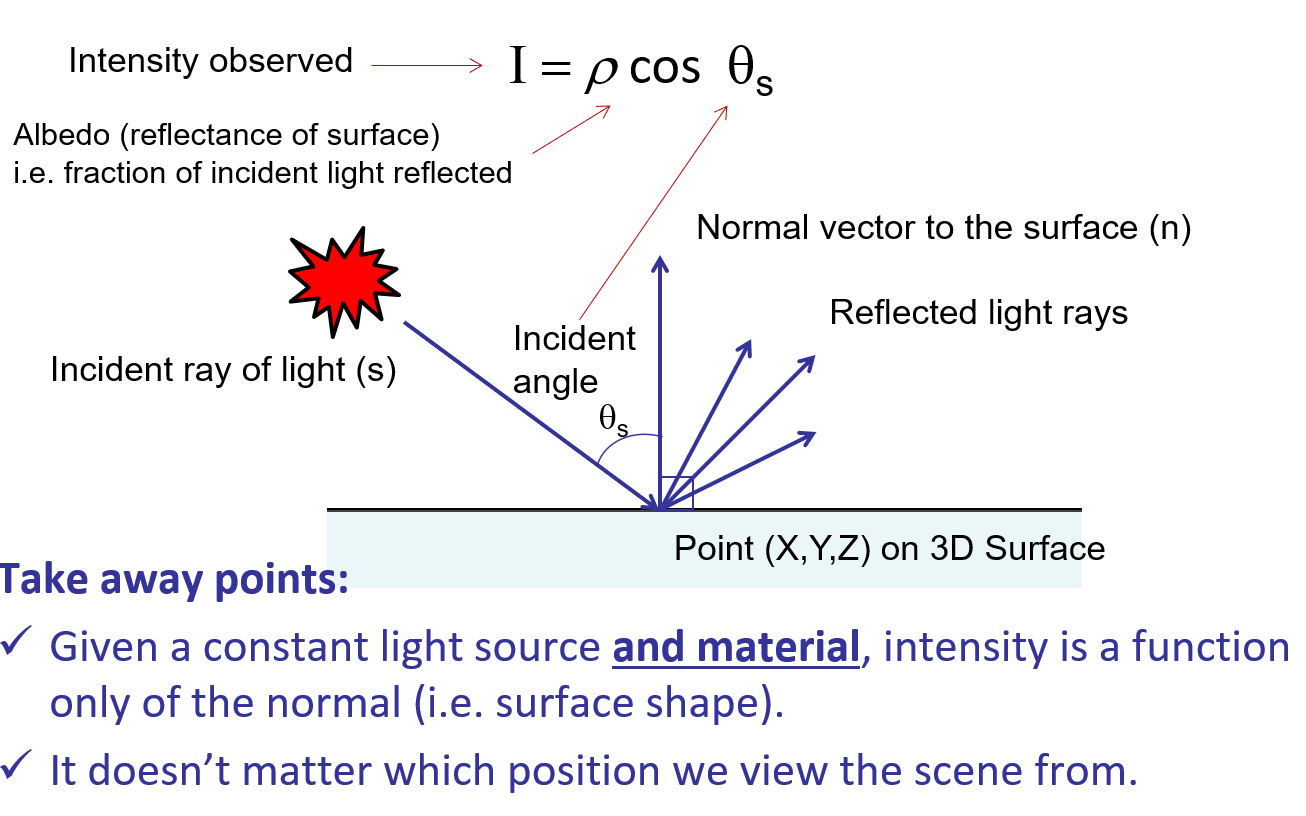 Intensity observed
I = ρ cos θs
Albedo (reflectance of surface)
i.e. fraction of incident light reflected
Normal vector to the surface (n)
Reflected light rays
Incident
angle
θs
Incident ray of light (s)
Point (X,Y,Z) on 3D Surface
Take away points:
✓ Given a constant light source and material, intensity is a function
only of the normal (i.e. surface shape).
✓ It doesn’t matter which position we view the scene from.